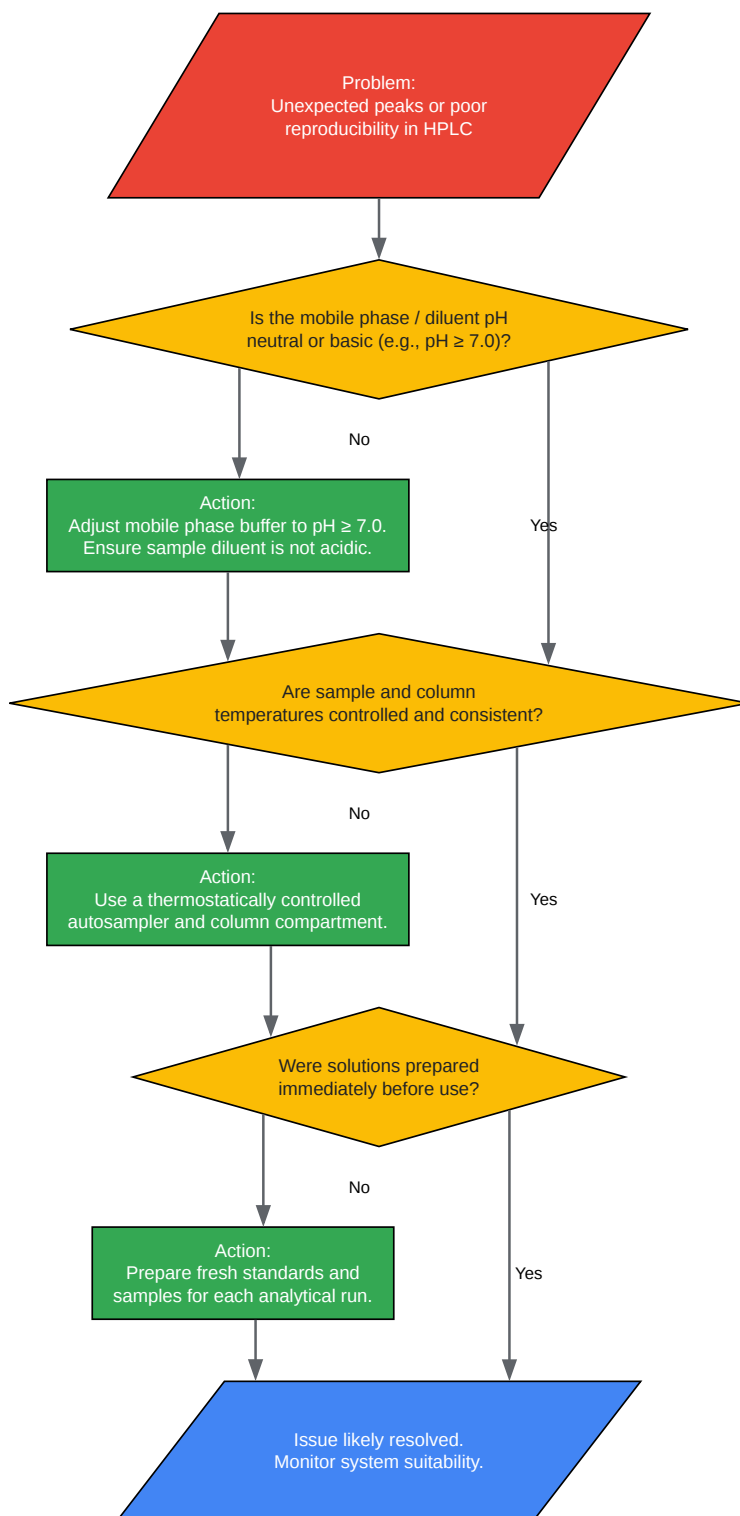 Problem:
Unexpected peaks or poor
reproducibility in HPLC
Is the mobile phase / diluent pH
neutral or basic (e.g., pH ≥ 7.0)?
No
Action:
Adjust mobile phase buffer to pH ≥ 7.0.
Ensure sample diluent is not acidic.
Yes
Are sample and column
temperatures controlled and consistent?
No
Action:
Use a thermostatically controlled
autosampler and column compartment.
Yes
Were solutions prepared
immediately before use?
No
Action:
Prepare fresh standards and
samples for each analytical run.
Yes
Issue likely resolved.
Monitor system suitability.